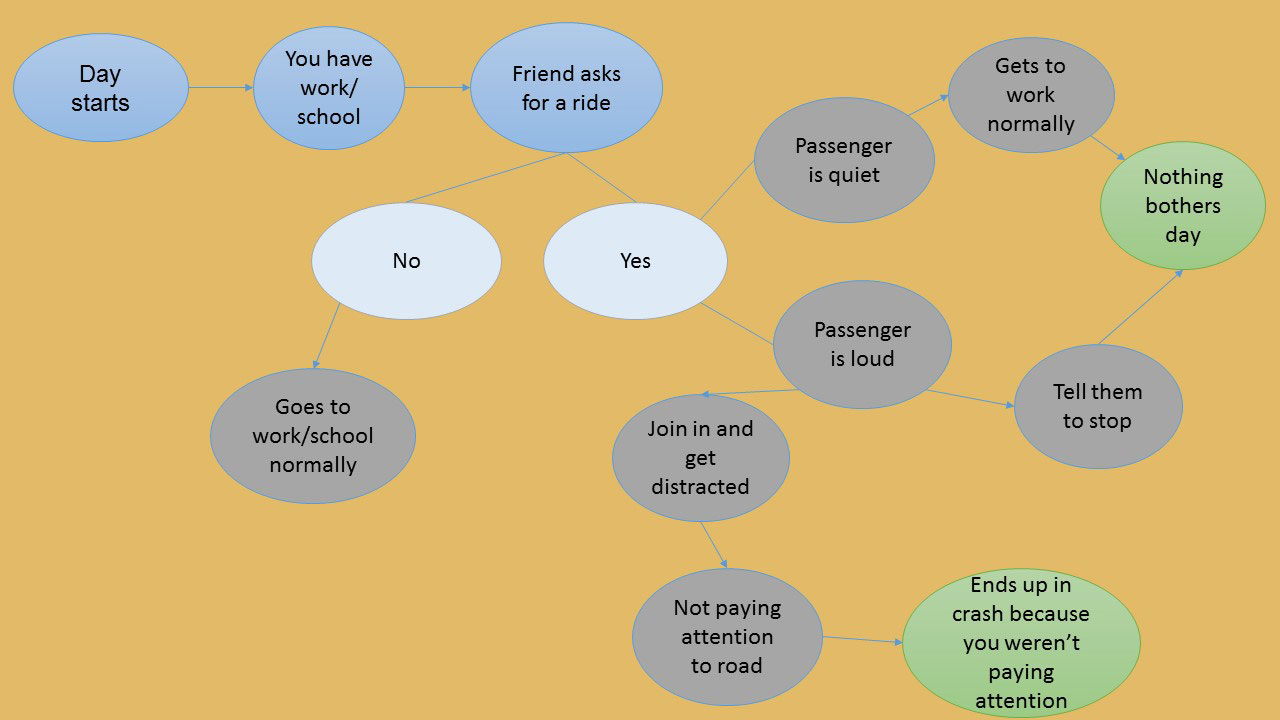 Day
starts
You have
work/
school
Friend asks
for a ride
No
Yes
Goes to
work/school
normally
Passenger
is quiet
Gets to
work
normally
Nothing
bothers
day
Passenger
is loud
Tell them
to stop
Join in and
get
distracted
Not paying
attention
to road
Ends up in
crash because
you weren’t
paying
attention